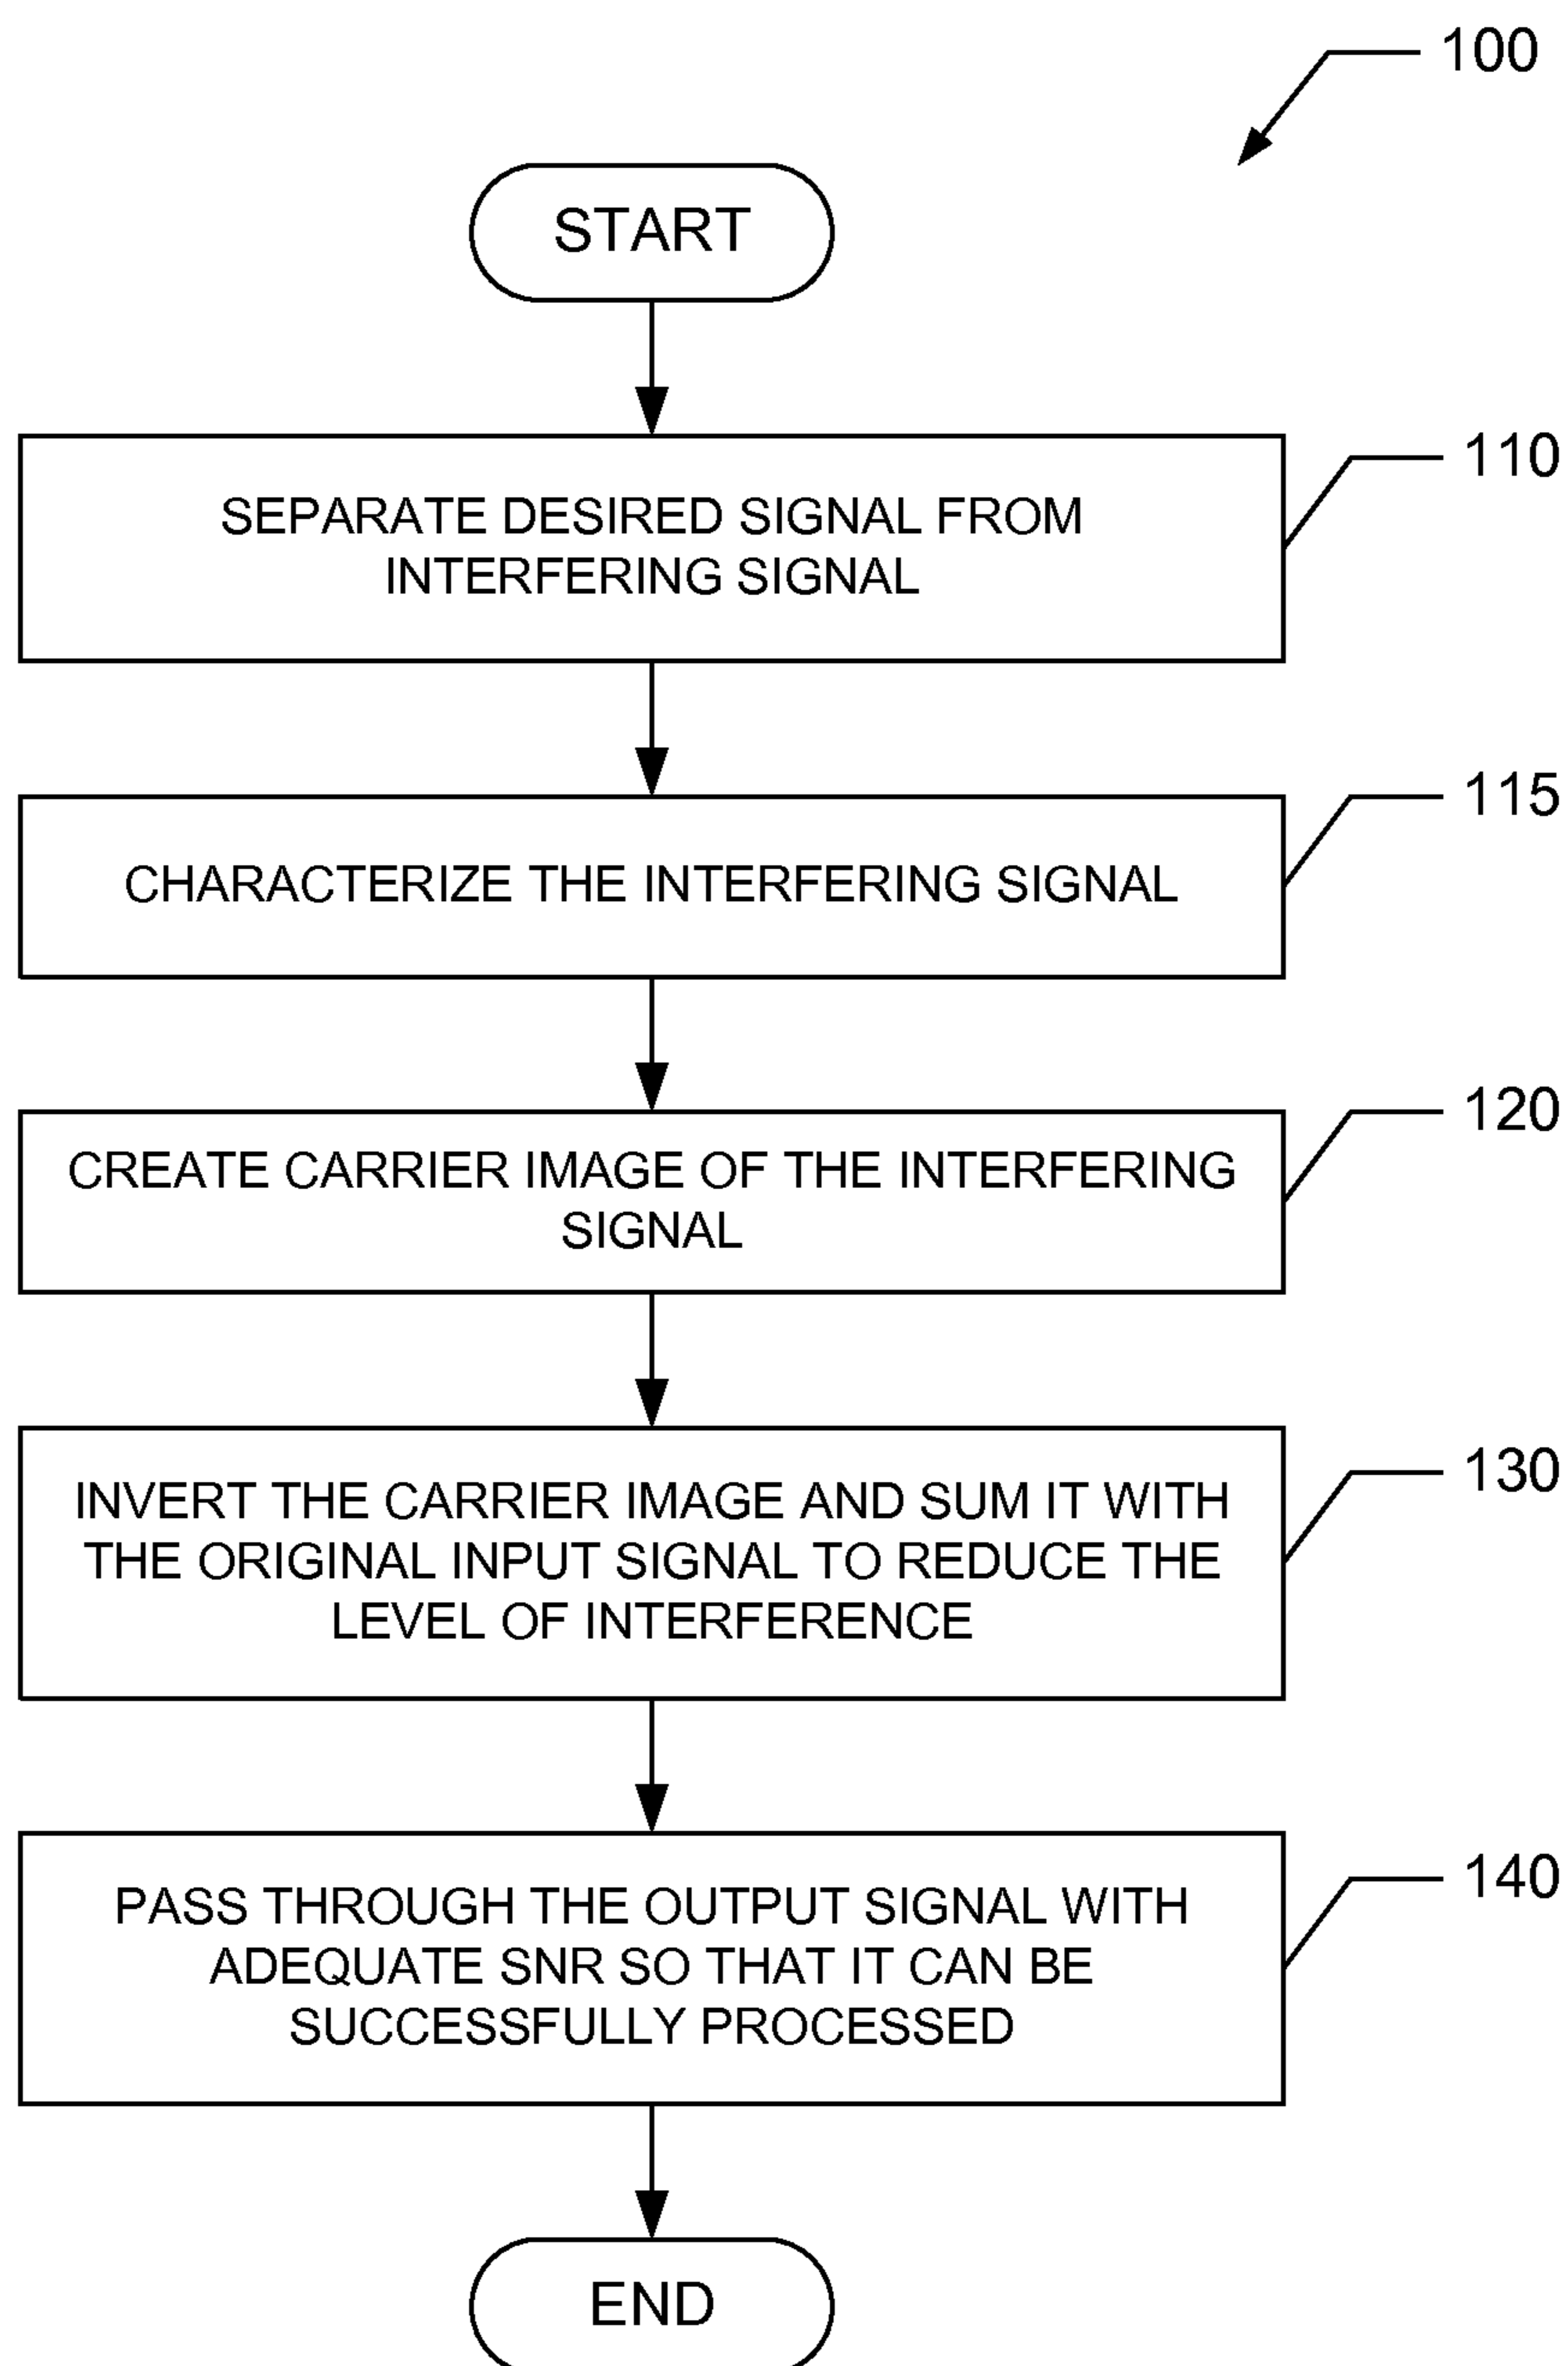 100
START
110
SEPARATE DESIRED SIGNAL FROM
INTERFERING SIGNAL
115
CHARACTERIZE THE INTERFERING SIGNAL
120
CREATE CARRIER IMAGE OF THE INTERFERING
SIGNAL
130
INVERT THE CARRIER IMAGE AND SUM IT WITH
THE ORIGINAL INPUT SIGNAL TO REDUCE THE
LEVEL OF INTERFERENCE
140
PASS THROUGH THE OUTPUT SIGNAL WITH
ADEQUATE SNR SO THAT IT CAN BE
SUCCESSFULLY PROCESSED
END